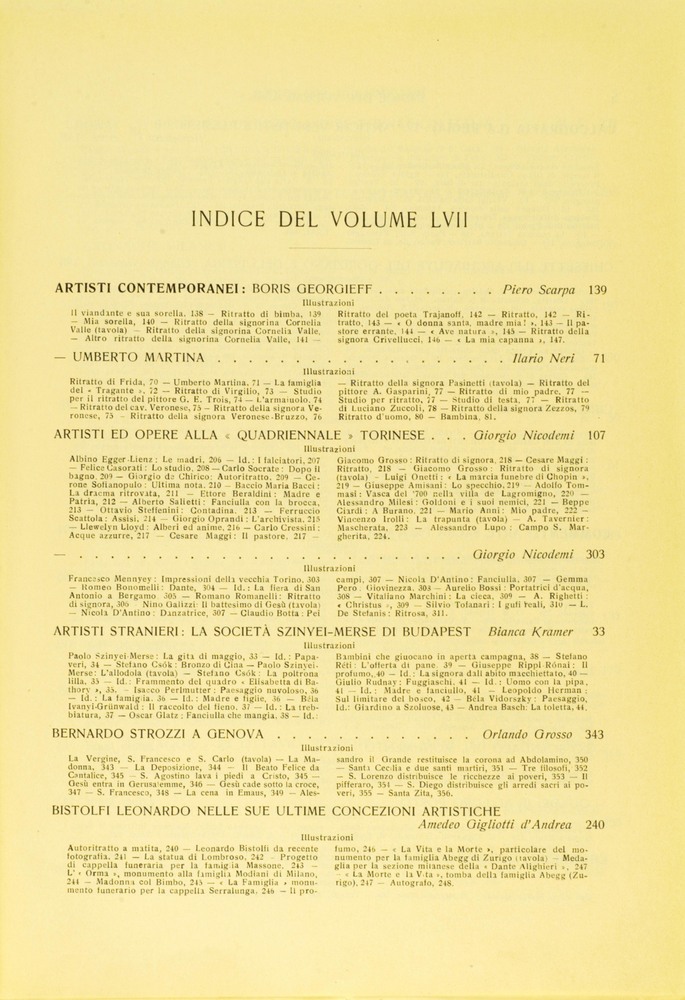 INDICE DEL VOLUME LVII
ARTISTI CONTEMPORANEI: BORIS GEORGIEFF . . . . . . . . Piero Scarpa 139
Illustrazioni
Il viandante e sua sorella, 138 — Ritratto di bimba, 139
— Mia sorella, 140 — Ritratto della signorina Cornelia
Valle (tavola) — Ritratto della signorina Cornelia Valle,
— Altro ritratto della signorina Cornelia Valle, 141 —
Ritratto del poeta Trajanoff, 142 — Ritratto, 142 — Ri-
tratto, 143 — « O donna santa, madre mia! », 143 — Il pa-
store errante, 144 — « Ave natura », 145 — Ritratto della
signora Crivellucci, 146 — « La mia capanna », 147.
— UMBERTO MARTINA . . . . . . . . . . . . . . . . . Ilario Neri 71
Illustrazioni
Ritratto di Frida, 70 — Umberto Martina, 71 — La famiglia
del « Tragante », 72 — Ritratto di Virgilio, 73 — Studio
per il ritratto del pittore G. E. Trois, 74 — L'armaiuolo, 74
— Ritratto del cav. Veronese, 75 — Ritratto della signora Ve-
ronese, 75 — Ritratto della signora Veronese-Bruzzo, 76
— Ritratto della signora Pasinetti (tavola) — Ritratto del
pittore A. Gasparini, 77 — Ritratto di mio padre, 77 —
Studio per ritratto, 77 — Studio di testa, 77 — Ritratto
di Luciano Zuccoli, 78 — Ritratto della signora Zezzos, 79
Ritratto d'uomo, 80 — Bambina, 81.
ARTISTI ED OPERE ALLA « QUADRIENNALE » TORINESE . . . Giorgio Nicodemi 107
Illustrazioni
Albino Egger-Lienz: Le madri, 206 — Id.: I falciatori, 207
— Felice Casorati: Lo studio, 208 — Carlo Socrate: Dopo il
bagno, 209 — Giorgio de Chirico: Autoritratto, 209 — Ge-
rone Sofianopulo: Ultima nota, 210 — Baccio Maria Bacci:
La dracma ritrovata, 211 — Ettore Beraldini: Madre e
Patria, 212 — Alberto Salietti: Fanciulla con la brocca,
213 — Ottavio Steffenini: Contadina, 213 — Ferruccio
Scattola: Assisi, 214 — Giorgio Oprandi: L'archivista, 215
— Llewelyn Lloyd: Alberi ed anime, 216 — Carlo Cressini:
Acque azzurre, 217 — Cesare Maggi: Il pastore, 217 —
Giacomo Grosso: Ritratto di signora, 218 — Cesare Maggi:
Ritratto, 218 — Giacomo Grosso: Ritratto di signora
(tavola) — Luigi Onetti: « La marcia funebre di Chopin »,
219 — Giuseppe Amisani: Lo specchio, 219 — Adolfo Tom-
masi: Vasca del '700 nella villa de Lagromigno, 220 —
Alessandro Milesi: Goldoni e i suoi nemici, 221 — Beppe
Ciardi: A Burano, 221 — Mario Anni: Mio padre, 222 —
Vincenzo Irolli: La trapunta (tavola) — A. Tavernier:
Mascherata, 223 — Alessandro Lupo: Campo S. Mar-
gherita, 224.
— . . . . . . . . . . . . . . . . . . . . . . . . . Giorgio Nicodemi 303
Illustrazioni
Francesco Mennyey: Impressioni della vecchia Torino, 303
— Romeo Bonomelli: Dante, 304 — Id.: La fiera di San
Antonio a Bergamo, 305 — Romano Romanelli: Ritratto
di signora, 306 — Nino Galizzi: Il battesimo di Gesù (tavola)
— Nicola D'Antino: Danzatrice, 307 — Claudio Botta: Pei
campi, 307 — Nicola D'Antino: Fanciulla, 307 — Gemma
Pero: Giovinezza, 308 — Aurelio Bossi: Portatrici d'acqua,
308 — Vitaliano Marchini: La cieca, 309 — A. Righetti:
« Christus », 309 — Silvio Tofanari: I gufi reali, 310 — L.
De Stefanis: Ritrosa, 311.
ARTISTI STRANIERI: LA SOCIETÀ SZINYEI-MERSE DI BUDAPEST Bianca Kramer 33
Illustrazioni
Paolo Szinyei-Merse: La gita di maggio, 33 — Id.: Papa-
veri, 34 — Stefano Csók: Bronzo di Cina — Paolo Szinyei-
Merse: L'allodola (tavola) — Stefano Csók: La poltrona
lilla, 35 — Id.: Frammento del quadro « Elisabetta di Ba-
thory », 35. — Isacco Perlmutter: Paesaggio nuvoloso, 36
— Id.: La famiglia, 36 — Id.: Madre e figlie, 36 — Béla
Ivanyi-Grünwald: Il raccolto del fieno, 37 — Id.: La treb-
biatura, 37 — Oscar Glatz: Fanciulla che mangia, 38 — Id.:
Bambini che giuocano in aperta campagna, 38 — Stefano
Réti: L'offerta di pane, 39 — Giuseppe Rippl Rónai: Il
profumo, 40 — Id.: La signora dall'abito macchiettato, 40 —
Giulio Rudnay: Fuggiaschi, 41 — Id.: Uomo con la pipa,
41 — Id.: Madre e fanciullo, 41 — Leopoldo Herman:
Sul limitare del bosco, 42 — Béla Vidorszky: Paesaggio,
Id.: Giardino a Szoluose, 43 — Andrea Basch: La toletta, 44.
BERNARDO STROZZI A GENOVA . . . . . . . . . . . . . Orlando Grosso 343
Illustrazioni
La Vergine, S. Francesco e S. Carlo (tavola) — La Ma-
donna, 343 — La Deposizione, 344 — Il Beato Felice da
Cantalice, 345 — S. Agostino lava i piedi a Cristo, 345 —
Gesù entra in Gerusalemme, 346 — Gesù cade sotto la croce,
347 — S. Francesco, 348 — La cena in Emaus, 349 — Ales-
sandro il Grande restituisce la corona ad Abdolamino, 350
— Santa Cecilia e due santi martiri, 351 — Tre filosofi, 352
— S. Lorenzo distribuisce le ricchezze ai poveri, 353 — Il
pifferaro, 354 — S. Diego distribuisce gli arredi sacri ai po-
veri, 355 — Santa Zita, 356.
BISTOLFI LEONARDO NELLE SUE ULTIME CONCEZIONI ARTISTICHE
Amedeo Gigliotti d'Andrea 240
Illustrazioni
Autoritratto a matita, 240 — Leonardo Bistolli da recente
fotografia, 241 — La statua di Lombroso, 242 — Progetto
di cappella funeraria per la famiglia Massone, 243 —
L' « Orma », monumento alla famiglia Modiani di Milano,
244 — Madonna col Bimbo, 245 — « La Famiglia » monu-
mento funerario per la cappella Serralunga, 246 — Il pro-
fumo, 246 — « La Vita e la Morte », particolare del mo-
numento per la famiglia Abegg di Zurigo (tavola) — Meda-
glia per la sezione milanese della « Dante Alighieri », 247
— « La Morte e la Vita », tomba della famiglia Abegg (Zu-
rigo), 247 — Autografo, 248.